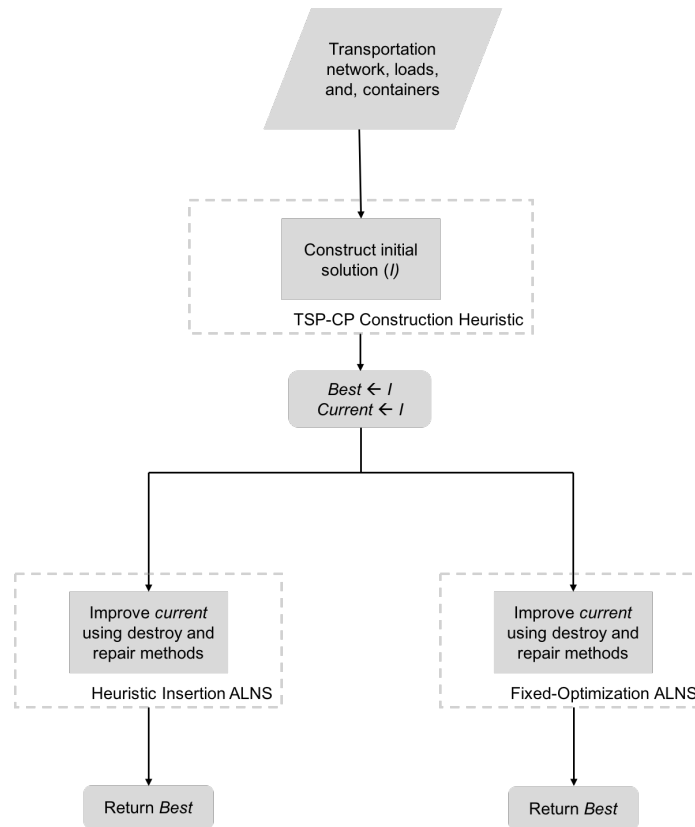 Transportation
network, loads,
and, containers
Construct initial
solution (I)
TSP-CP Construction Heuristic
Best ← I
Current ← I
Improve current
using destroy and
repair methods
Heuristic Insertion ALNS
Improve current
using destroy and
repair methods
Fixed-Optimization ALNS
Return Best
Return Best